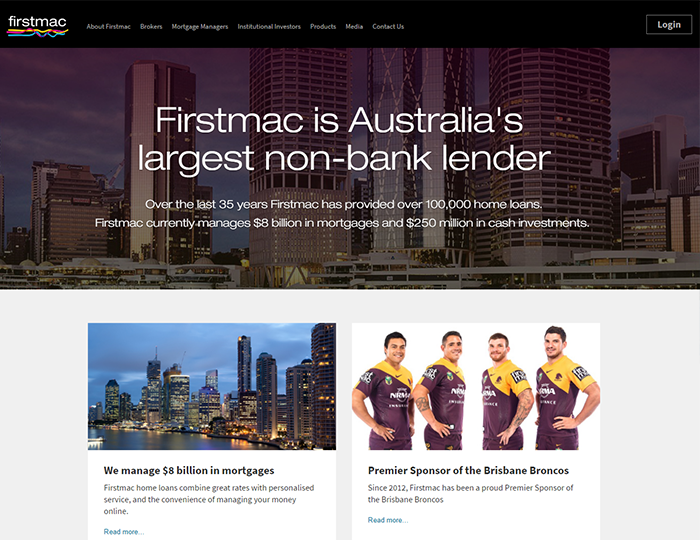 firstmac
About Firstmac Brokers Mortgage Managers Institutional Investors Products Media Contact Us
Login
Firstmac is Australia's
largest non-bank lender
Over the last 35 years Firstmac has provided over 100,000 home loans.
Firstmac currently manages $8 billion in mortgages and $250 million in cash investments.
NRMA
INSURANCE
NRMA
INSURANCE
NRMA
INSURANCE
NRMA
INSURANCE
We manage $8 billion in mortgages
Firstmac home loans combine great rates with personalised
service, and the convenience of managing your money
online.
Read more...
Premier Sponsor of the Brisbane Broncos
Since 2012, Firstmac has been a proud Premier Sponsor of
the Brisbane Broncos
Read more...